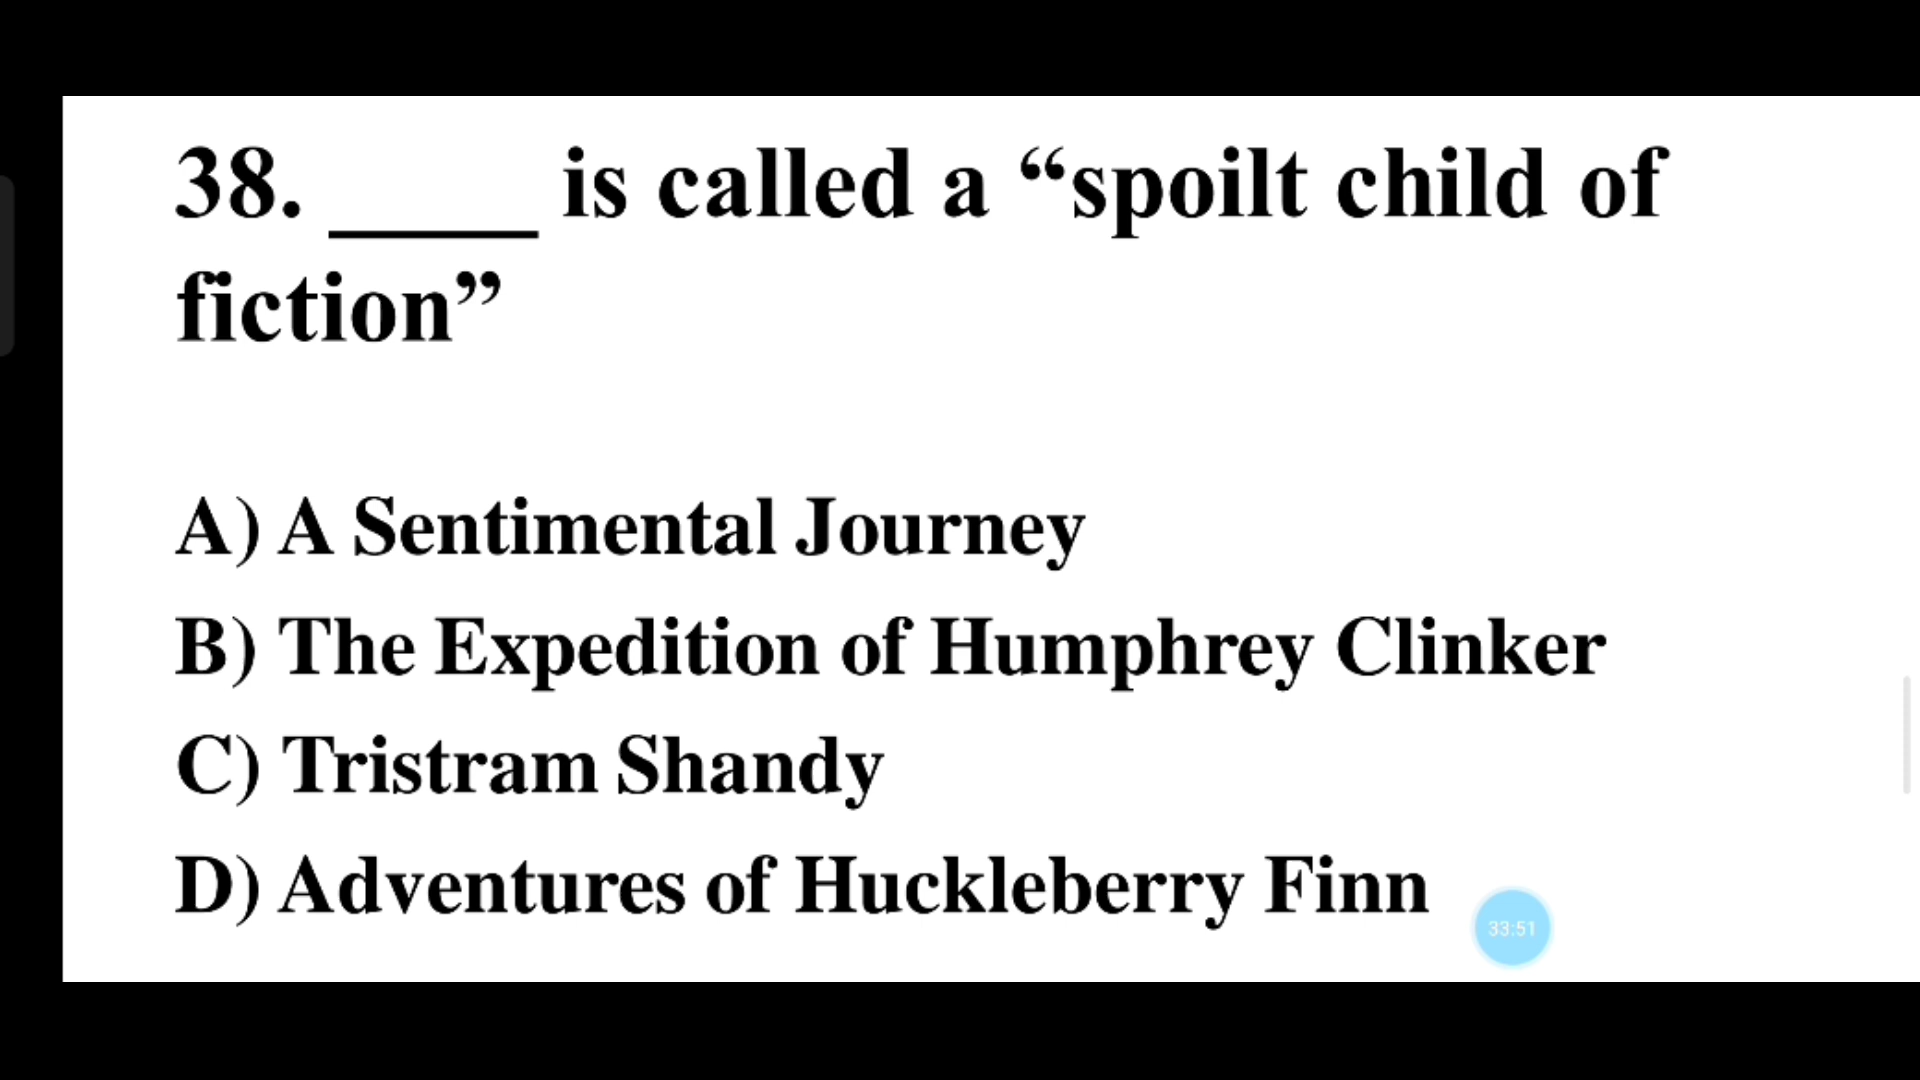 38. ____ is called a “spoilt child of
fiction”
A) A Sentimental Journey
B) The Expedition of Humphrey Clinker
C) Tristram Shandy
D) Adventures of Huckleberry Finn
33:51